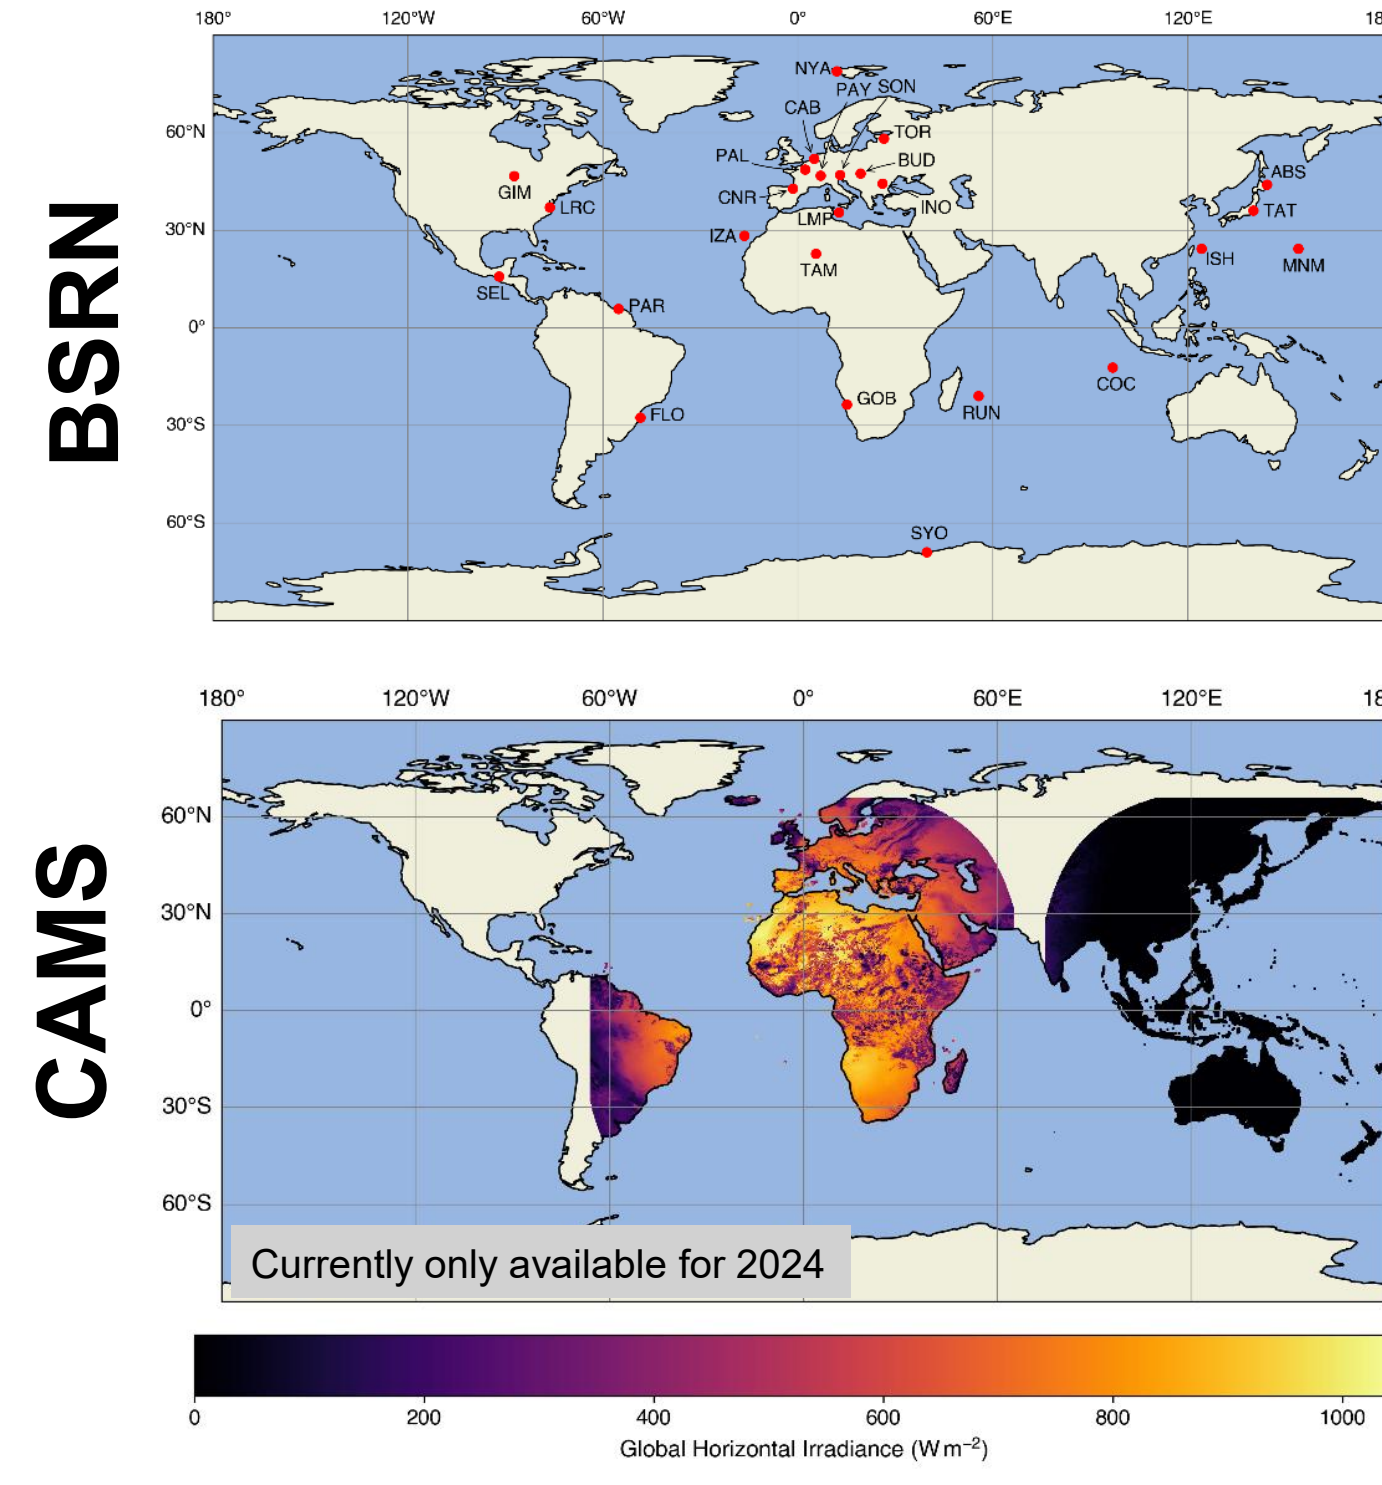 BSRN
180° 120°W 60°W 0° 60°E 120°E 18
NYA
PAY SON
CAB
60°N
TOR
PAL
BUD
ABS
GIM
CNR
LRC
INO
TAT
LMP
30°N
IZA
ISH
MNM
TAM
SEL
PAR
0°
COC
GOB
RUN
FLO
30°S
60°S
SYO
CAMS
180° 120°W 60°W 0° 60°E 120°E 18
60°N
30°N
0°
30°S
60°S
Currently only available for 2024
0 200 400 600 800 1000
Global Horizontal Irradiance (W m⁻²)